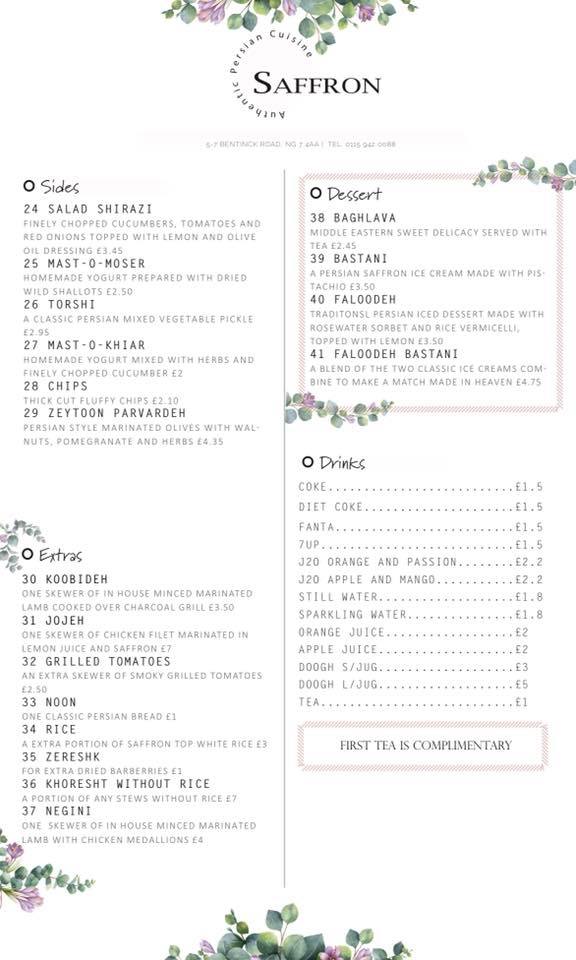 Authentic Persian Cuisine
SAFFRON
5-7 BENTINCK ROAD, NG 7 4AA | TEL. 0115 942 0088
Sides
24 SALAD SHIRAZI
FINELY CHOPPED CUCUMBERS, TOMATOES AND
RED ONIONS TOPPED WITH LEMON AND OLIVE
OIL DRESSING £3.45
25 MAST-O-MOSER
HOMEMADE YOGURT PREPARED WITH DRIED
WILD SHALLOTS £2.50
26 TORSHI
A CLASSIC PERSIAN MIXED VEGETABLE PICKLE
£2.95
27 MAST-O-KHIAR
HOMEMADE YOGURT MIXED WITH HERBS AND
FINELY CHOPPED CUCUMBER £2
28 CHIPS
THICK CUT FLUFFY CHIPS £2.10
29 ZEYTOON PARVARDEH
PERSIAN STYLE MARINATED OLIVES WITH WAL-
NUTS, POMEGRANATE AND HERBS £4.35
Extras
30 KOOBIDEH
ONE SKEWER OF IN HOUSE MINCED MARINATED
LAMB COOKED OVER CHARCOAL GRILL £3.50
31 JOJEH
ONE SKEWER OF CHICKEN FILET MARINATED IN
LEMON JUICE AND SAFFRON £7
32 GRILLED TOMATOES
AN EXTRA SKEWER OF SMOKY GRILLED TOMATOES
£2.50
33 NOON
ONE CLASSIC PERSIAN BREAD £1
34 RICE
A EXTRA PORTION OF SAFFRON TOP WHITE RICE £3
35 ZERESHK
FOR EXTRA DRIED BARBERRIES £1
36 KHORESHT WITHOUT RICE
A PORTION OF ANY STEWS WITHOUT RICE £7
37 NEGINI
ONE SKEWER OF IN HOUSE MINCED MARINATED
LAMB WITH CHICKEN MEDALLIONS £4
Dessert
38 BAGHLAVA
MIDDLE EASTERN SWEET DELICACY SERVED WITH
TEA £2.45
39 BASTANI
A PERSIAN SAFFRON ICE CREAM MADE WITH PIS-
TACHIO £3.50
40 FALOODEH
TRADITONSL PERSIAN ICED DESSERT MADE WITH
ROSEWATER SORBET AND RICE VERMICELLI,
TOPPED WITH LEMON £3.50
41 FALOODEH BASTANI
A BLEND OF THE TWO CLASSIC ICE CREAMS COM-
BINE TO MAKE A MATCH MADE IN HEAVEN £4.75
Drinks
COKE..........................£1.5
DIET COKE.....................£1.5
FANTA.........................£1.5
7UP...........................£1.5
J2O ORANGE AND PASSION........£2.2
J2O APPLE AND MANGO...........£2.2
STILL WATER...................£1.8
SPARKLING WATER...............£1.8
ORANGE JUICE..................£2
APPLE JUICE...................£2
DOOGH S/JUG...................£3
DOOGH L/JUG...................£5
TEA...........................£1
FIRST TEA IS COMPLIMENTARY